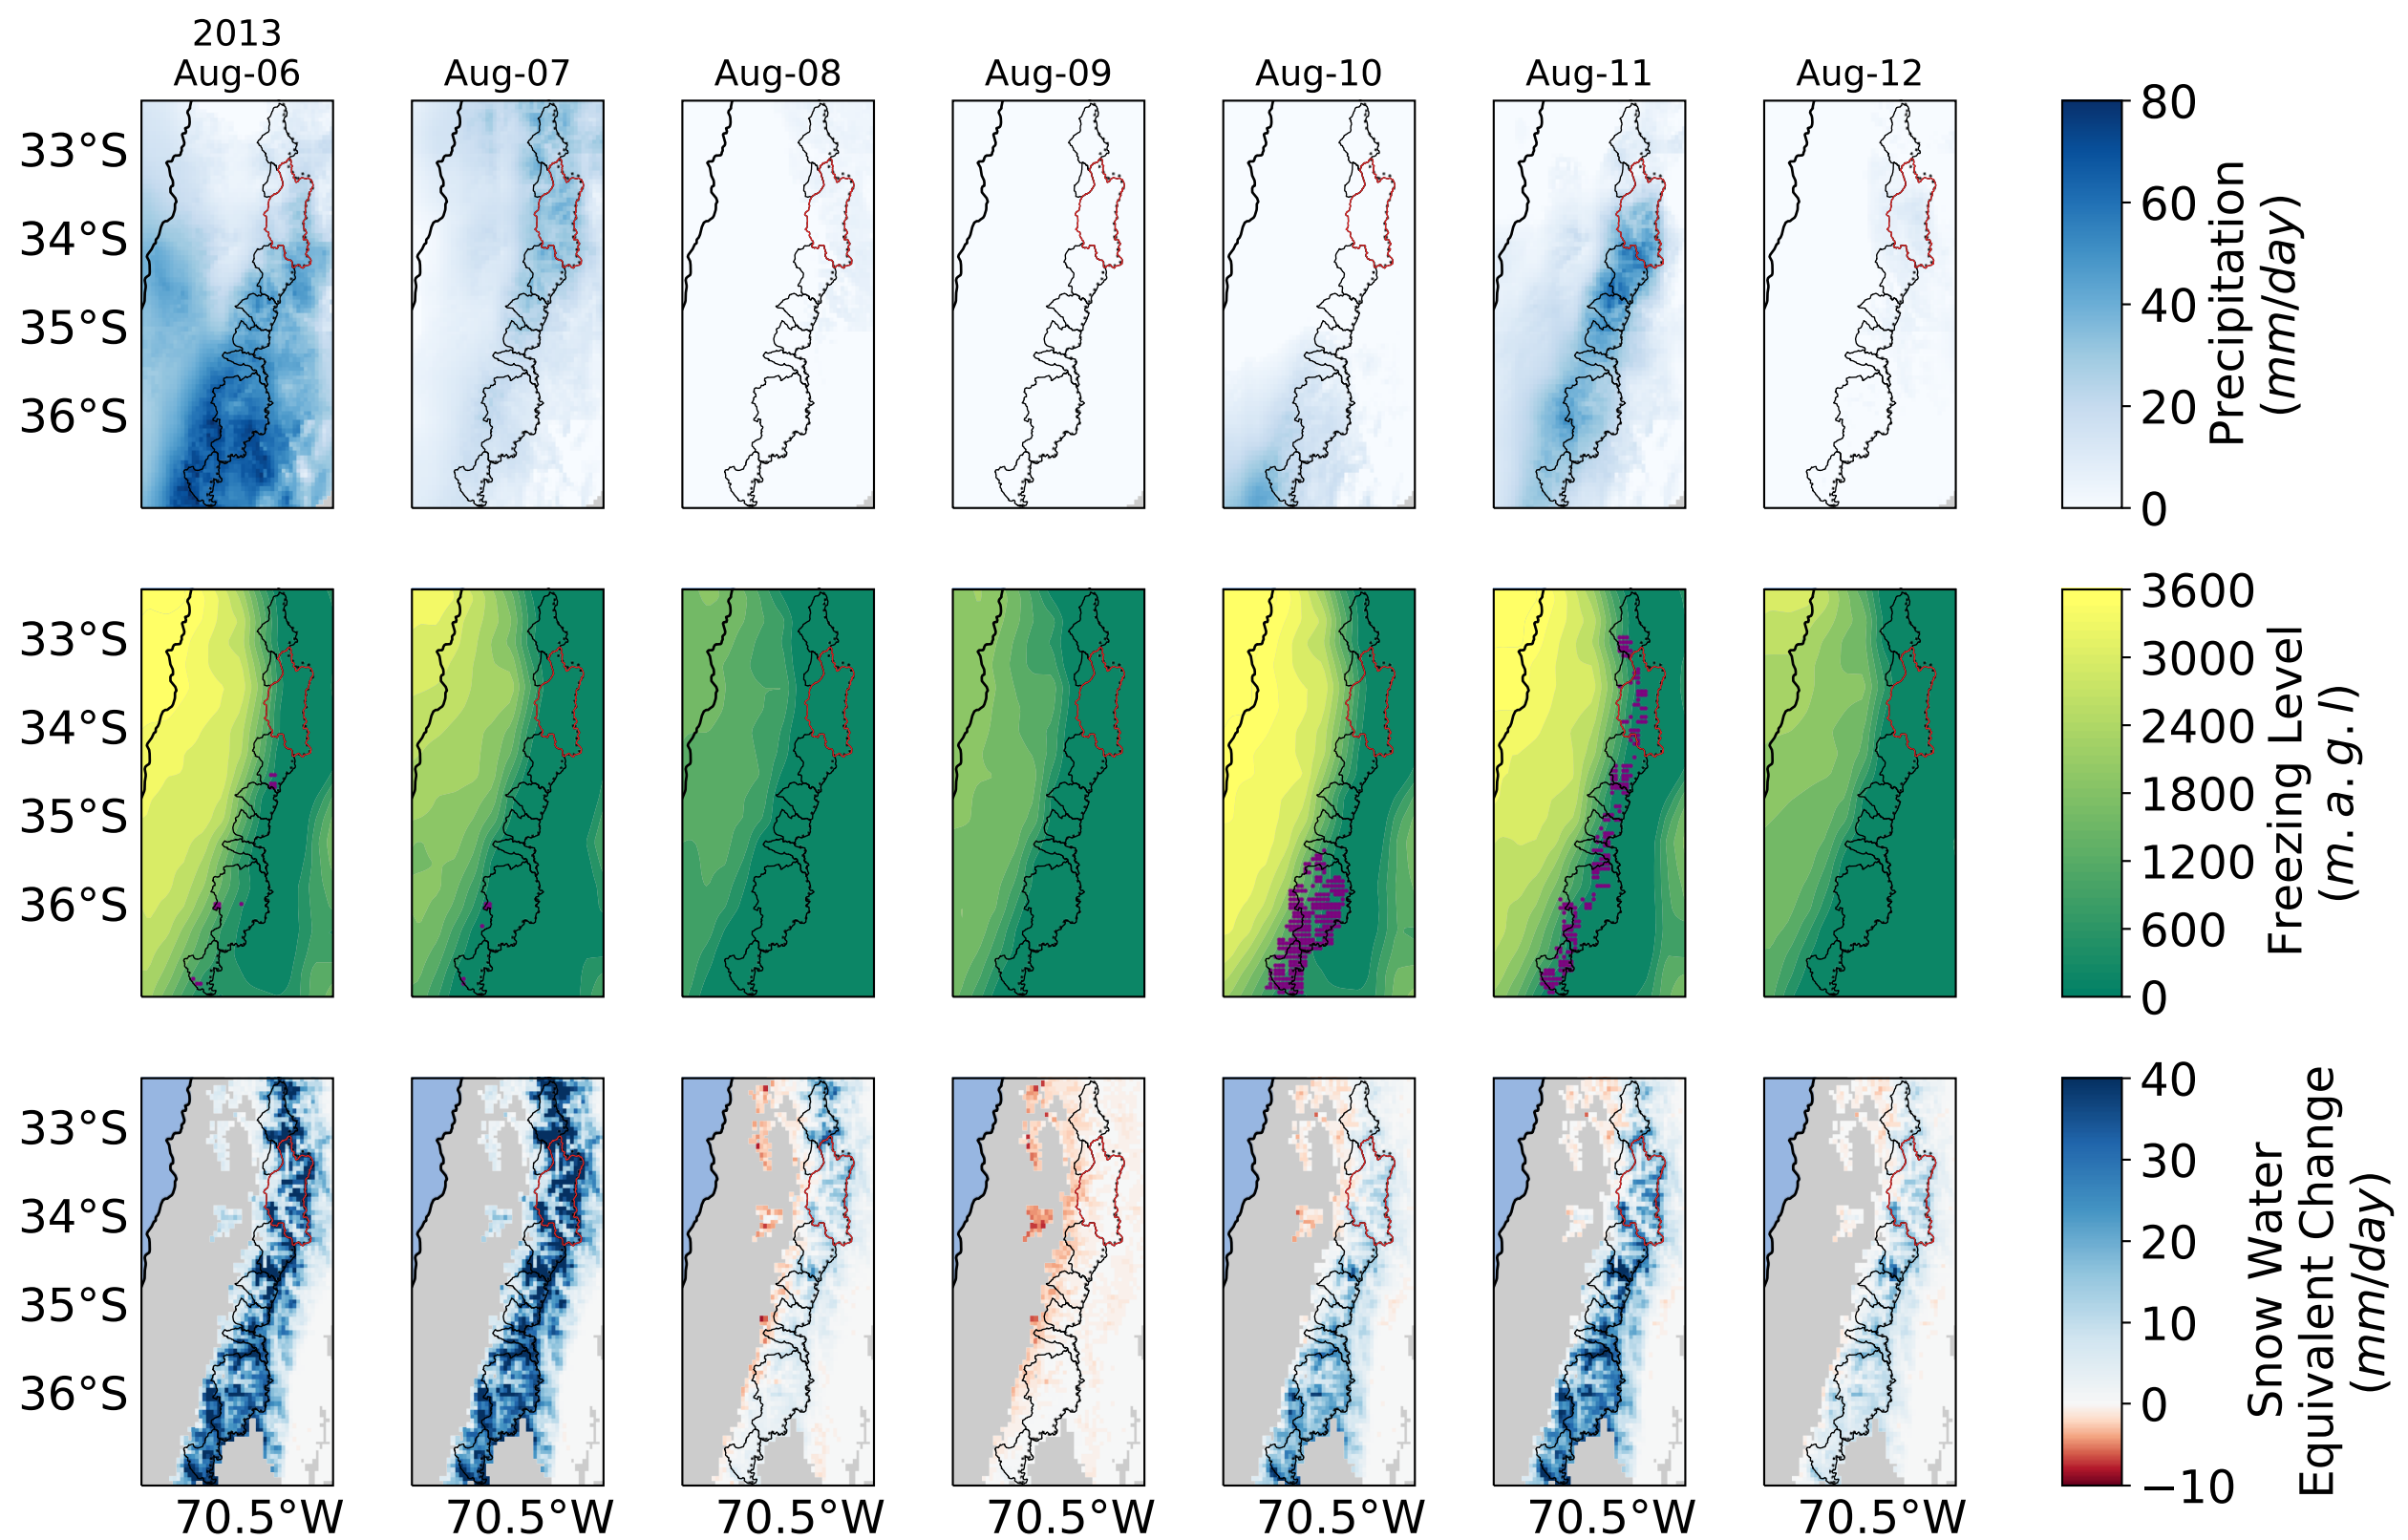 2013
Aug-06
Aug-07
Aug-08
Aug-09
Aug-10
Aug-11
Aug-12
33°S
34°S
35°S
36°S
80
60
40
20
0
Precipitation
(mm/day)
33°S
34°S
35°S
36°S
3600
3000
2400
1800
1200
600
0
Freezing Level
(m.a.g.l)
33°S
34°S
35°S
36°S
40
30
20
10
0
−10
Snow Water
Equivalent Change
(mm/day)
70.5°W
70.5°W
70.5°W
70.5°W
70.5°W
70.5°W
70.5°W